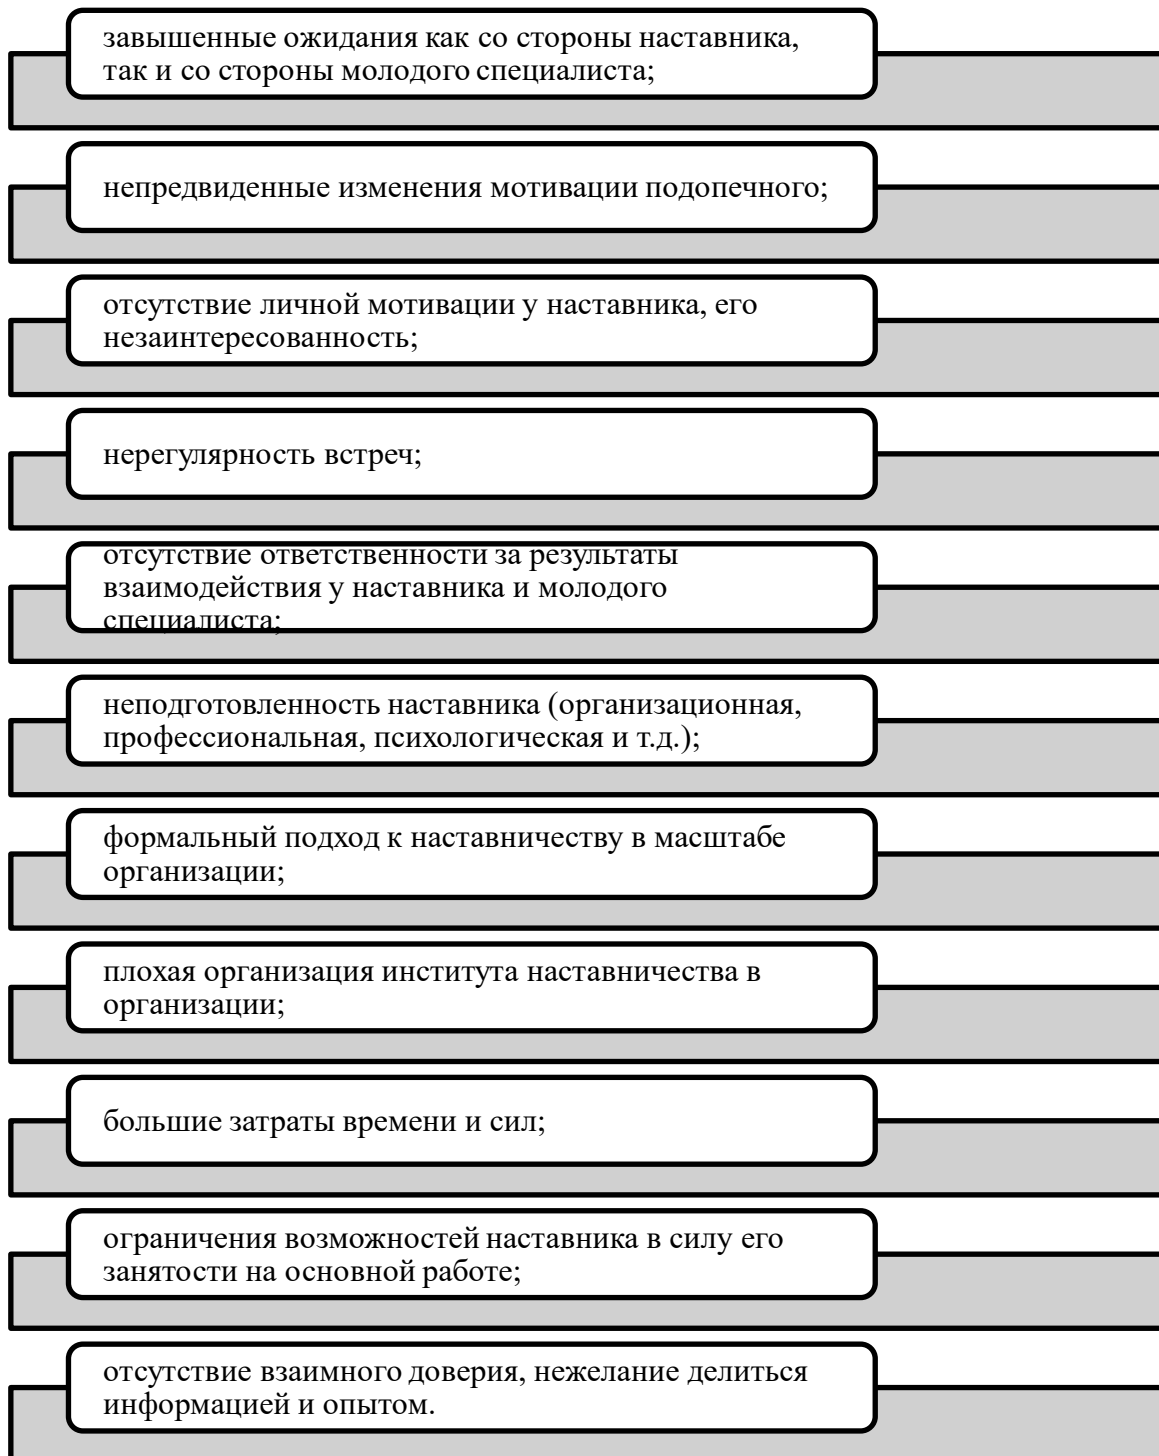 завышенные ожидания как со стороны наставника,
так и со стороны молодого специалиста;
непредвиденные изменения мотивации подопечного;
отсутствие личной мотивации у наставника, его
незаинтересованность;
нерегулярность встреч;
отсутствие ответственности за результаты
взаимодействия у наставника и молодого
специалиста;
неподготовленность наставника (организационная,
профессиональная, психологическая и т.д.);
формальный подход к наставничеству в масштабе
организации;
плохая организация института наставничества в
организации;
большие затраты времени и сил;
ограничения возможностей наставника в силу его
занятости на основной работе;
отсутствие взаимного доверия, нежелание делиться
информацией и опытом.